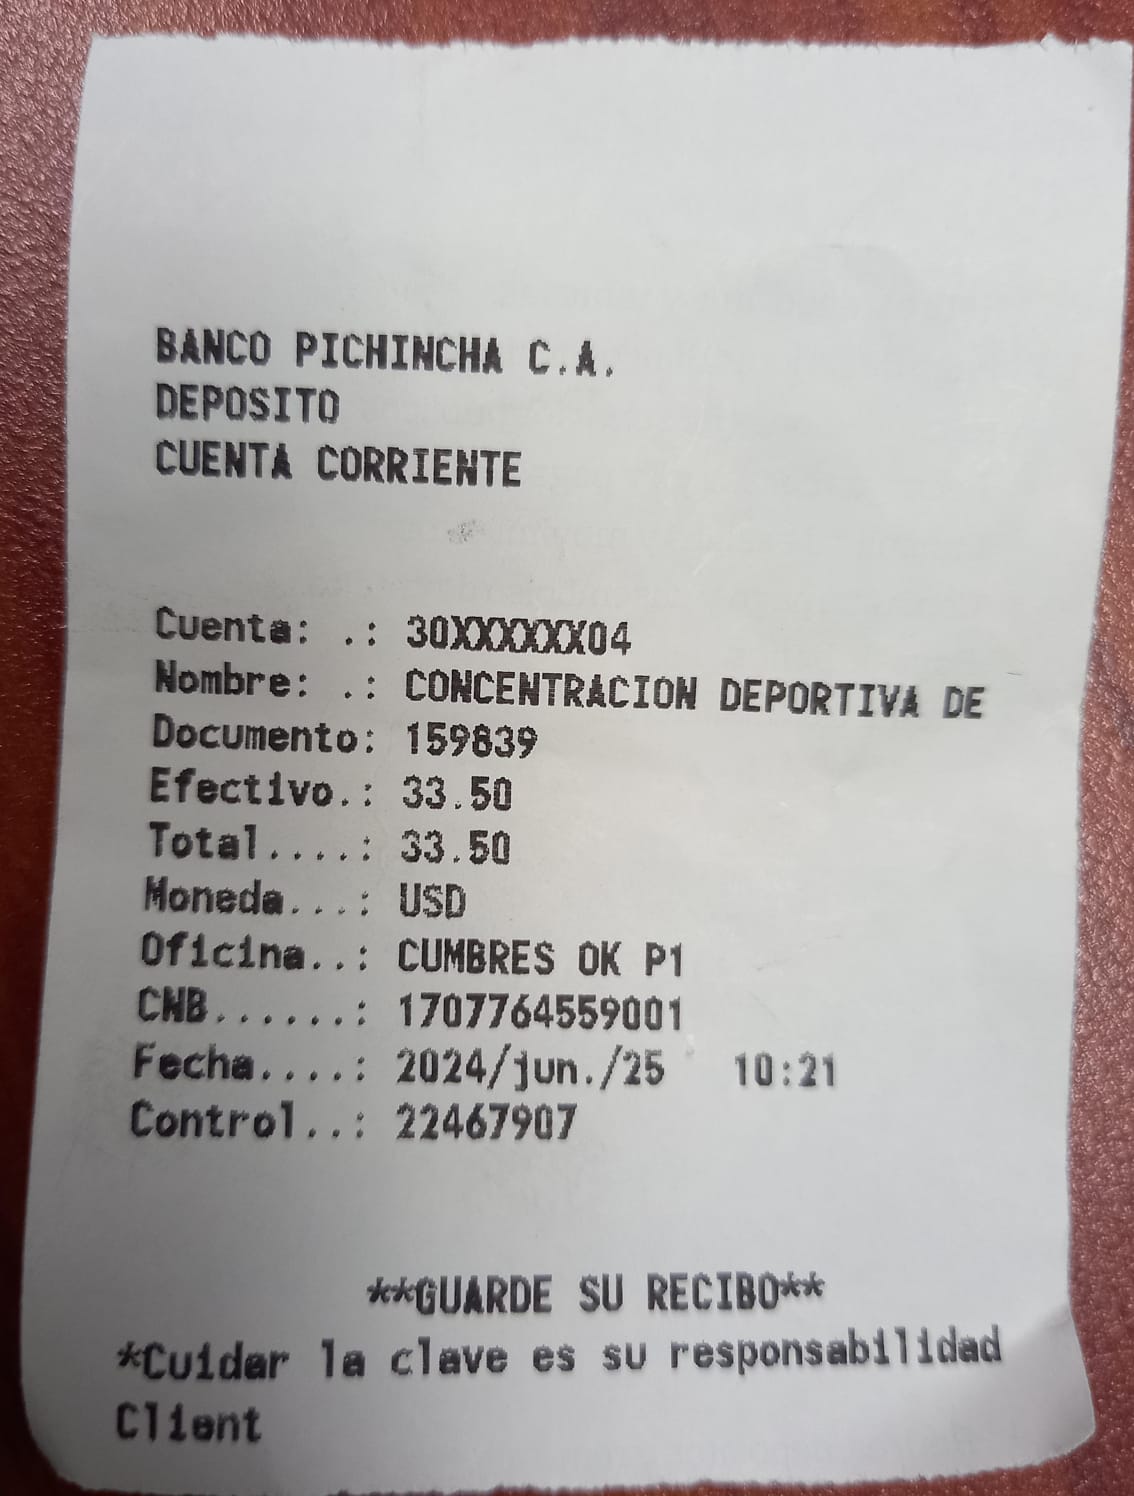 BANCO PICHINCHA C.A.
DEPOSITO
CUENTA CORRIENTE
Cuenta: .: 30XXXXXX04
Nombre: .: CONCENTRACION DEPORTIVA DE
Documento: 159839
Efectivo.: 33.50
Total....: 33.50
Moneda...: USD
Oficina..: CUMBRES OK P1
CNB......: 1707764559001
Fecha....: 2024/jun./25 10:21
Control..: 22467907
**GUARDE SU RECIBO**
*Cuidar la clave es su responsabilidad
Client